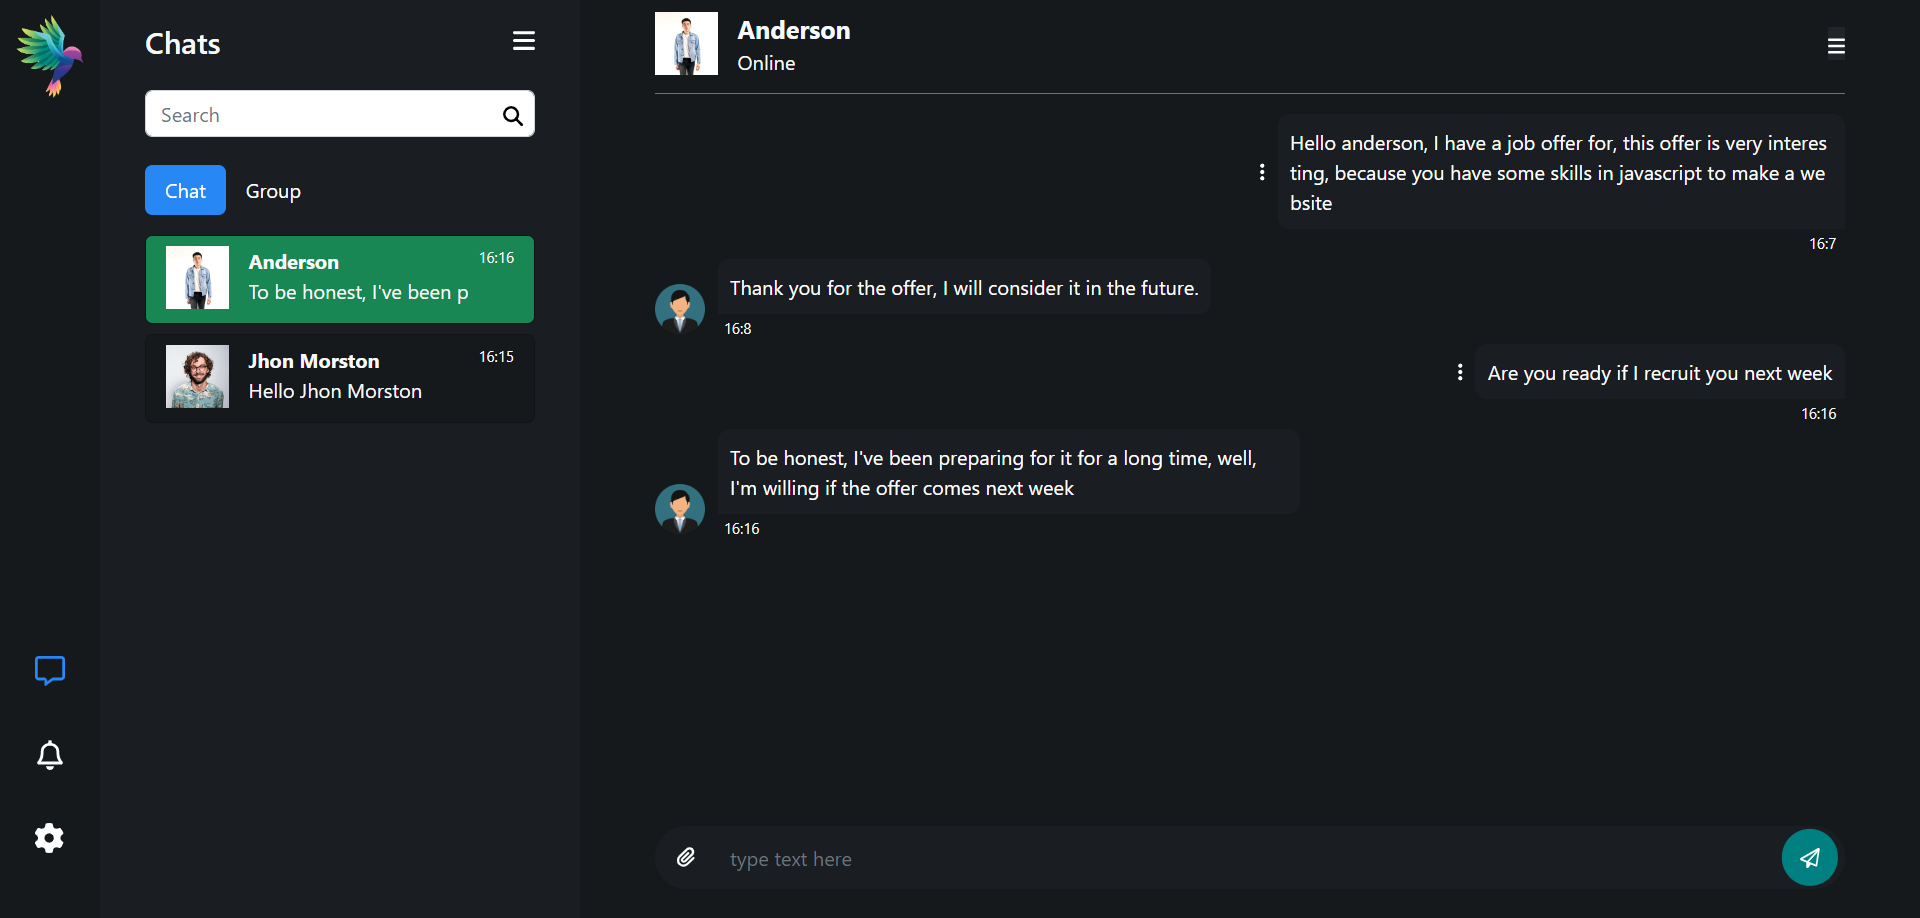 Chats
Search
Chat
Group
Anderson
16:16
To be honest, I've been p
Jhon Morston
16:15
Hello Jhon Morston
Anderson
Online
Hello anderson, I have a job offer for, this offer is very interes
ting, because you have some skills in javascript to make a we
bsite
16:7
Thank you for the offer, I will consider it in the future.
16:8
Are you ready if I recruit you next week
16:16
To be honest, I've been preparing for it for a long time, well,
I'm willing if the offer comes next week
16:16
type text here